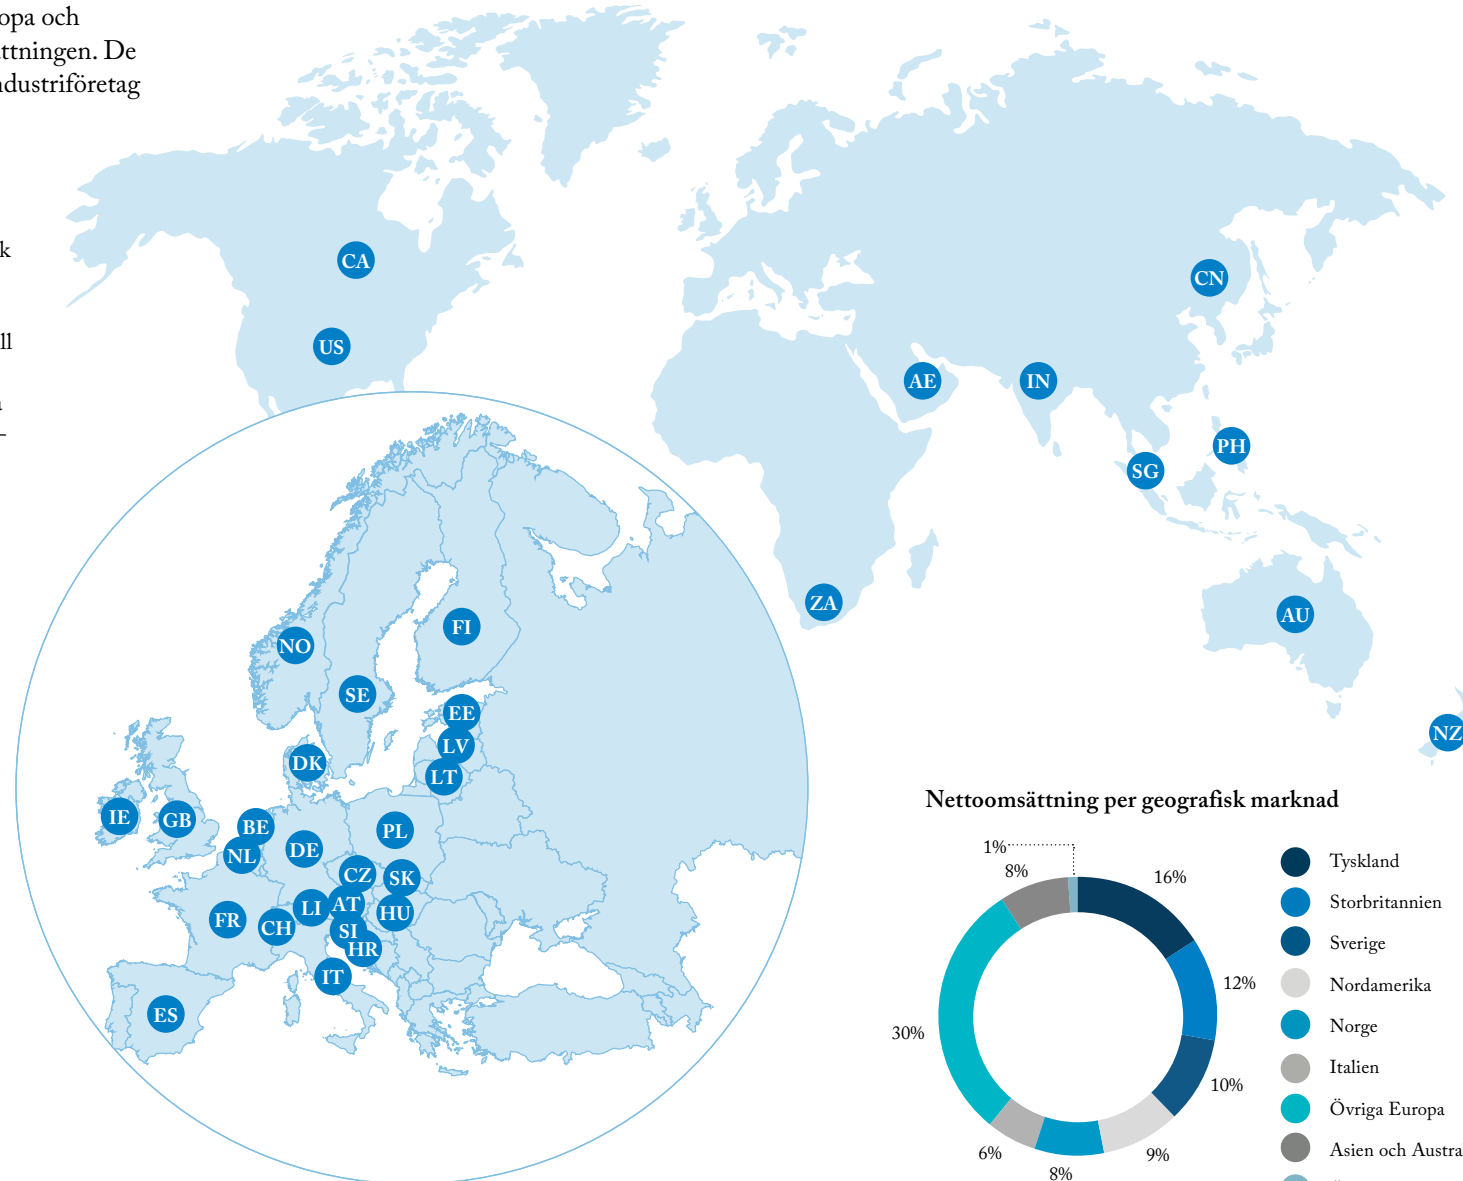 opa och
ttningen. De
ndustriföretag
k
ll
CA
US
CN
AE
IN
PH
SG
ZA
AU
NZ
NO
FI
SE
EE
LV
LT
DK
IE
GB
BE
NL
DE
PL
CZ
SK
LI
AT
HU
FR
CH
SI
HR
IT
ES
Nettoomsättning per geografisk marknad
1%
8%
16%
12%
10%
9%
8%
6%
30%
Tyskland
Storbritannien
Sverige
Nordamerika
Norge
Italien
Övriga Europa
Asien och Austra